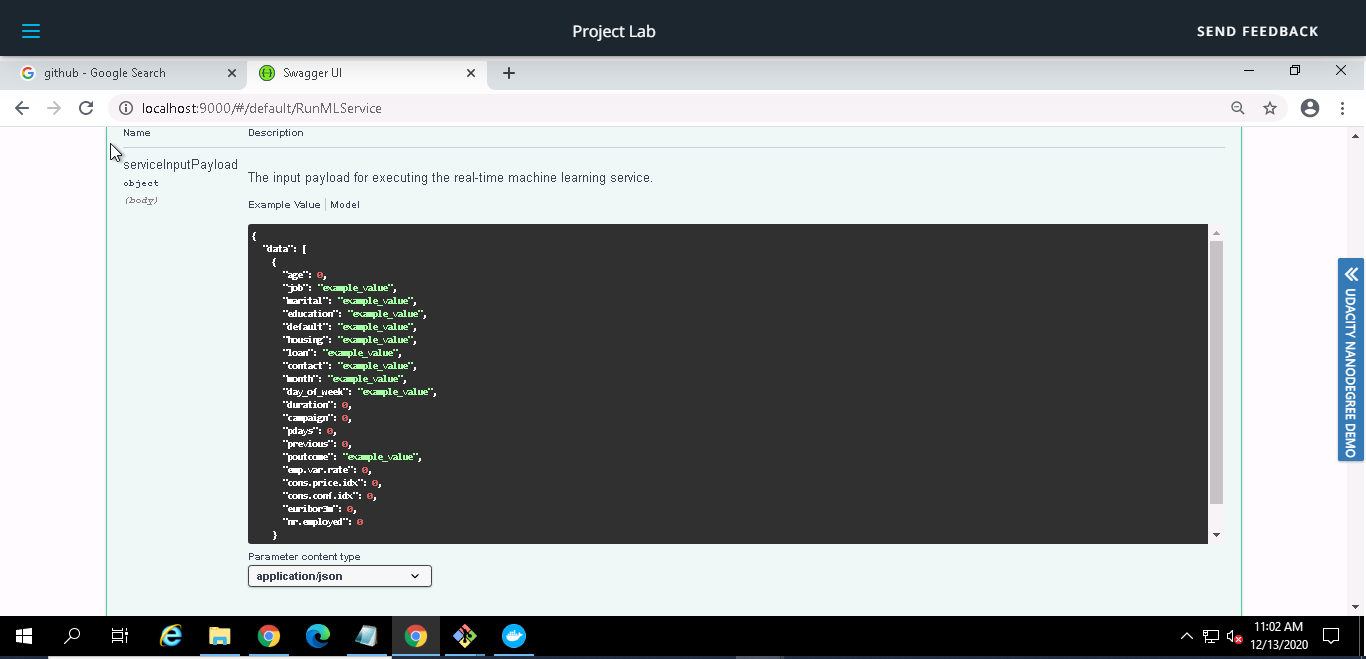 Project Lab
SEND FEEDBACK
github - Google Search
Swagger UI
localhost:9000/#/default/RunMLService
Name Description
serviceInputPayload
object
(body)
The input payload for executing the real-time machine learning service.
Example Value | Model
{
"data": [
{
"age": 0,
"job": "example_value",
"marital": "example_value",
"education": "example_value",
"default": "example_value",
"housing": "example_value",
"loan": "example_value",
"contact": "example_value",
"month": "example_value",
"day_of_week": "example_value",
"duration": 0,
"campaign": 0,
"pdays": 0,
"previous": 0,
"poutcome": "example_value",
"emp.var.rate": 0,
"cons.price.idx": 0,
"cons.conf.idx": 0,
"euribor3m": 0,
"nr.employed": 0
}
Parameter content type
application/json
UDACITY NANODEGREE DEMO
11:02 AM
12/13/2020